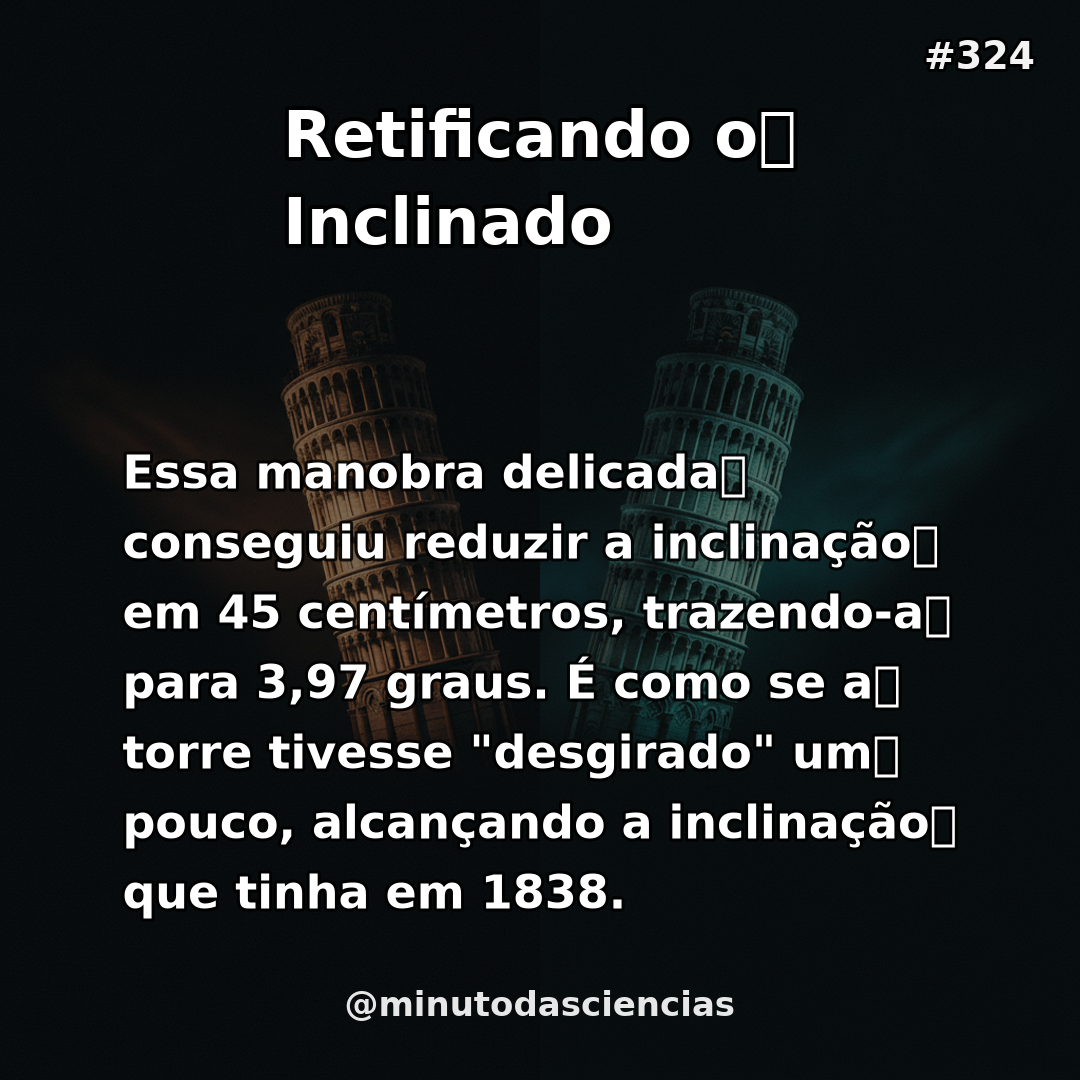 #324
Retificando o
Inclinado
Essa manobra delicada
conseguiu reduzir a inclinação
em 45 centímetros, trazendo-a
para 3,97 graus. É como se a
torre tivesse "desgirado" um
pouco, alcançando a inclinação
que tinha em 1838.
@minutodasciencias